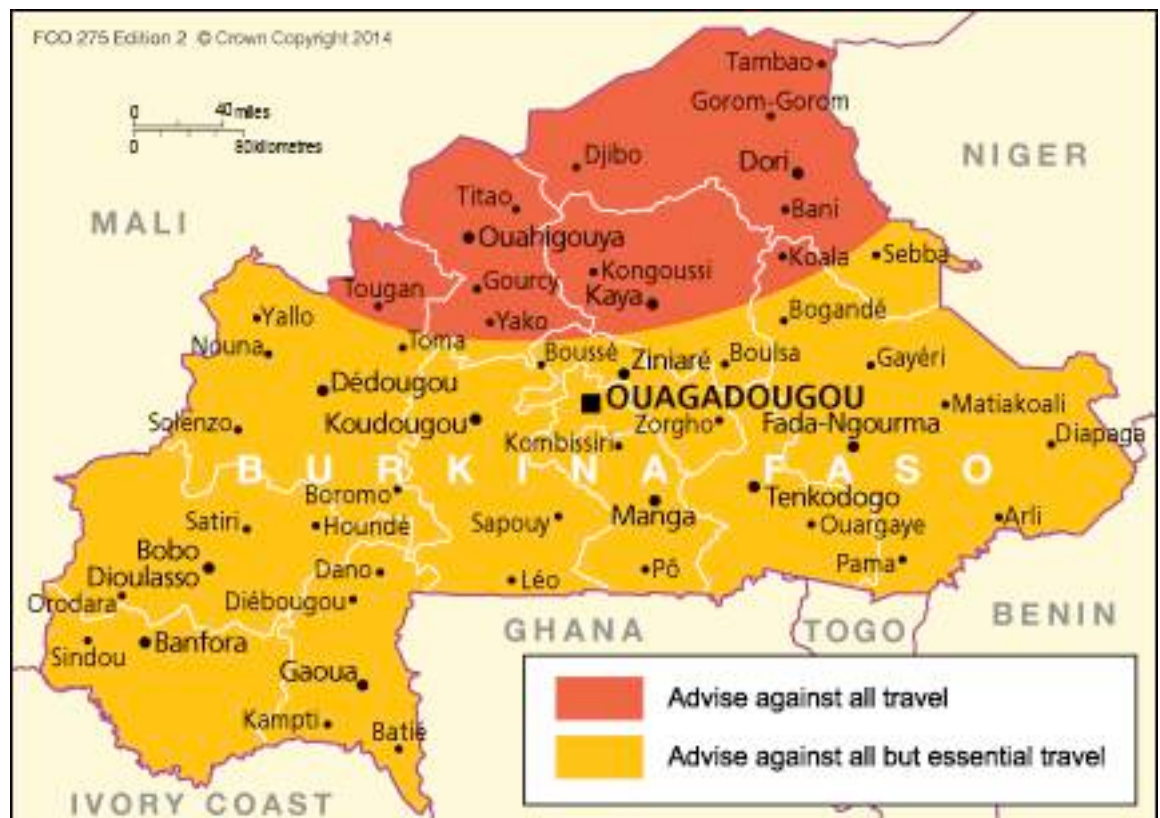 FCO 275 Edition 2 © Crown Copyright 2014
0 40 miles
0 80 kilometres
Tambao
Gorom-Gorom
Djibo
Dori
NIGER
Titao
Bani
MALI
Ouahigouya
Koala
Sebba
Kongoussi
Gourcy
Tougan
Kaya
Bogandé
Yallo
Yako
Nouna
Toma
Boussé
Ziniaré
Boulsa
Gayéri
Dédougou
OUAGADOUGOU
Matiakoali
Solenzo
Koudougou
Zorgho
Fada-Ngourma
Diapaga
Kombissiri
BURKINA FASO
Boromo
Tenkodogo
Satiri
Houndé
Sapouy
Manga
Ouargaye
Arli
Bobo
Dioulasso
Dano
Léo
Pô
Pama
Orodara
Diébougou
GHANA
TOGO
BENIN
Sindou
Banfora
Gaoua
Kampti
Batié
IVORY COAST
Advise against all travel
Advise against all but essential travel